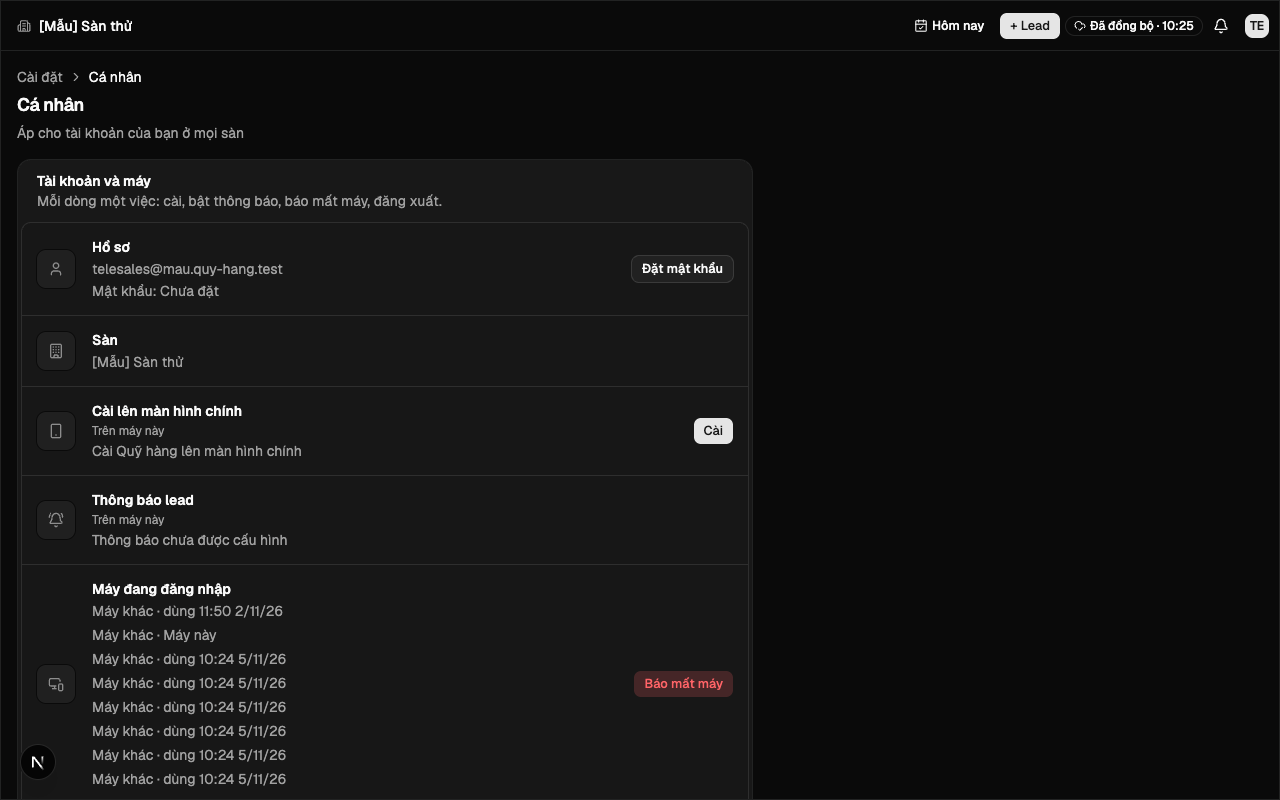 [Mẫu] Sàn thử
Hôm nay
+ Lead
Đã đồng bộ · 10:25
TE
Cài đặt > Cá nhân
Cá nhân
Áp cho tài khoản của bạn ở mọi sàn
Tài khoản và máy
Mỗi dòng một việc: cài, bật thông báo, báo mất máy, đăng xuất.
Hồ sơ
telesales@mau.quy-hang.test
Mật khẩu: Chưa đặt
Đặt mật khẩu
Sàn
[Mẫu] Sàn thử
Cài lên màn hình chính
Trên máy này
Cài Quỹ hàng lên màn hình chính
Cài
Thông báo lead
Trên máy này
Thông báo chưa được cấu hình
Máy đang đăng nhập
Máy khác · dùng 11:50 2/11/26
Máy khác · Máy này
Máy khác · dùng 10:24 5/11/26
Máy khác · dùng 10:24 5/11/26
Máy khác · dùng 10:24 5/11/26
Máy khác · dùng 10:24 5/11/26
Máy khác · dùng 10:24 5/11/26
Máy khác · dùng 10:24 5/11/26
Báo mất máy
N